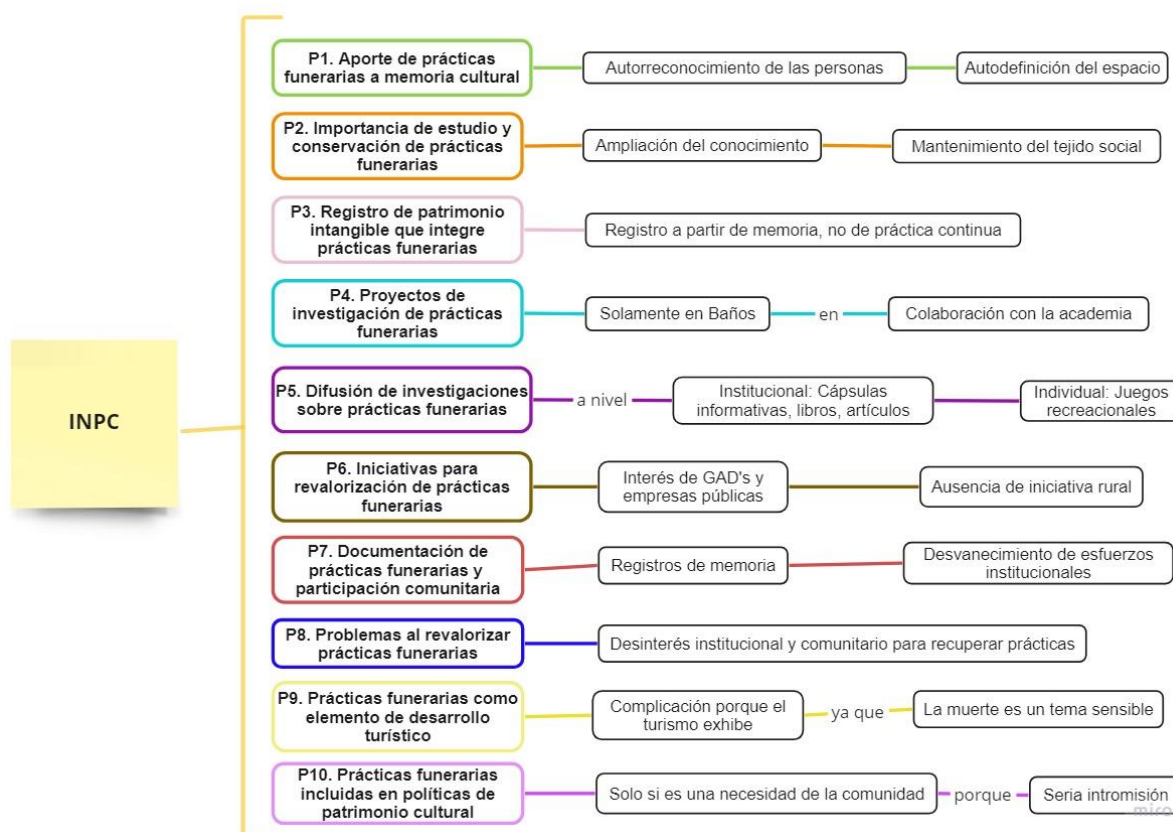 INPC
P1. Aporte de prácticas
funerarias a memoria cultural
Autorreconocimiento de las personas
Autodefinición del espacio
P2. Importancia de estudio y
conservación de prácticas
funerarias
Ampliación del conocimiento
Mantenimiento del tejido social
P3. Registro de patrimonio
intangible que integre
prácticas funerarias
Registro a partir de memoria, no de práctica continua
P4. Proyectos de
investigación de prácticas
funerarias
Solamente en Baños
en
Colaboración con la academia
P5. Difusión de investigaciones
sobre prácticas funerarias
a nivel
Institucional: Cápsulas
informativas, libros, artículos
Individual: Juegos
recreacionales
P6. Iniciativas para
revalorización de prácticas
funerarias
Interés de GAD's y
empresas públicas
Ausencia de iniciativa rural
P7. Documentación de
prácticas funerarias y
participación comunitaria
Registros de memoria
Desvanecimiento de esfuerzos
institucionales
P8. Problemas al revalorizar
prácticas funerarias
Desinterés institucional y comunitario para recuperar prácticas
P9. Prácticas funerarias como
elemento de desarrollo
turístico
Complicación porque el
turismo exhibe
ya que
La muerte es un tema sensible
P10. Prácticas funerarias
incluidas en políticas de
patrimonio cultural
Solo si es una necesidad de la comunidad
porque
Seria intromisión
miro